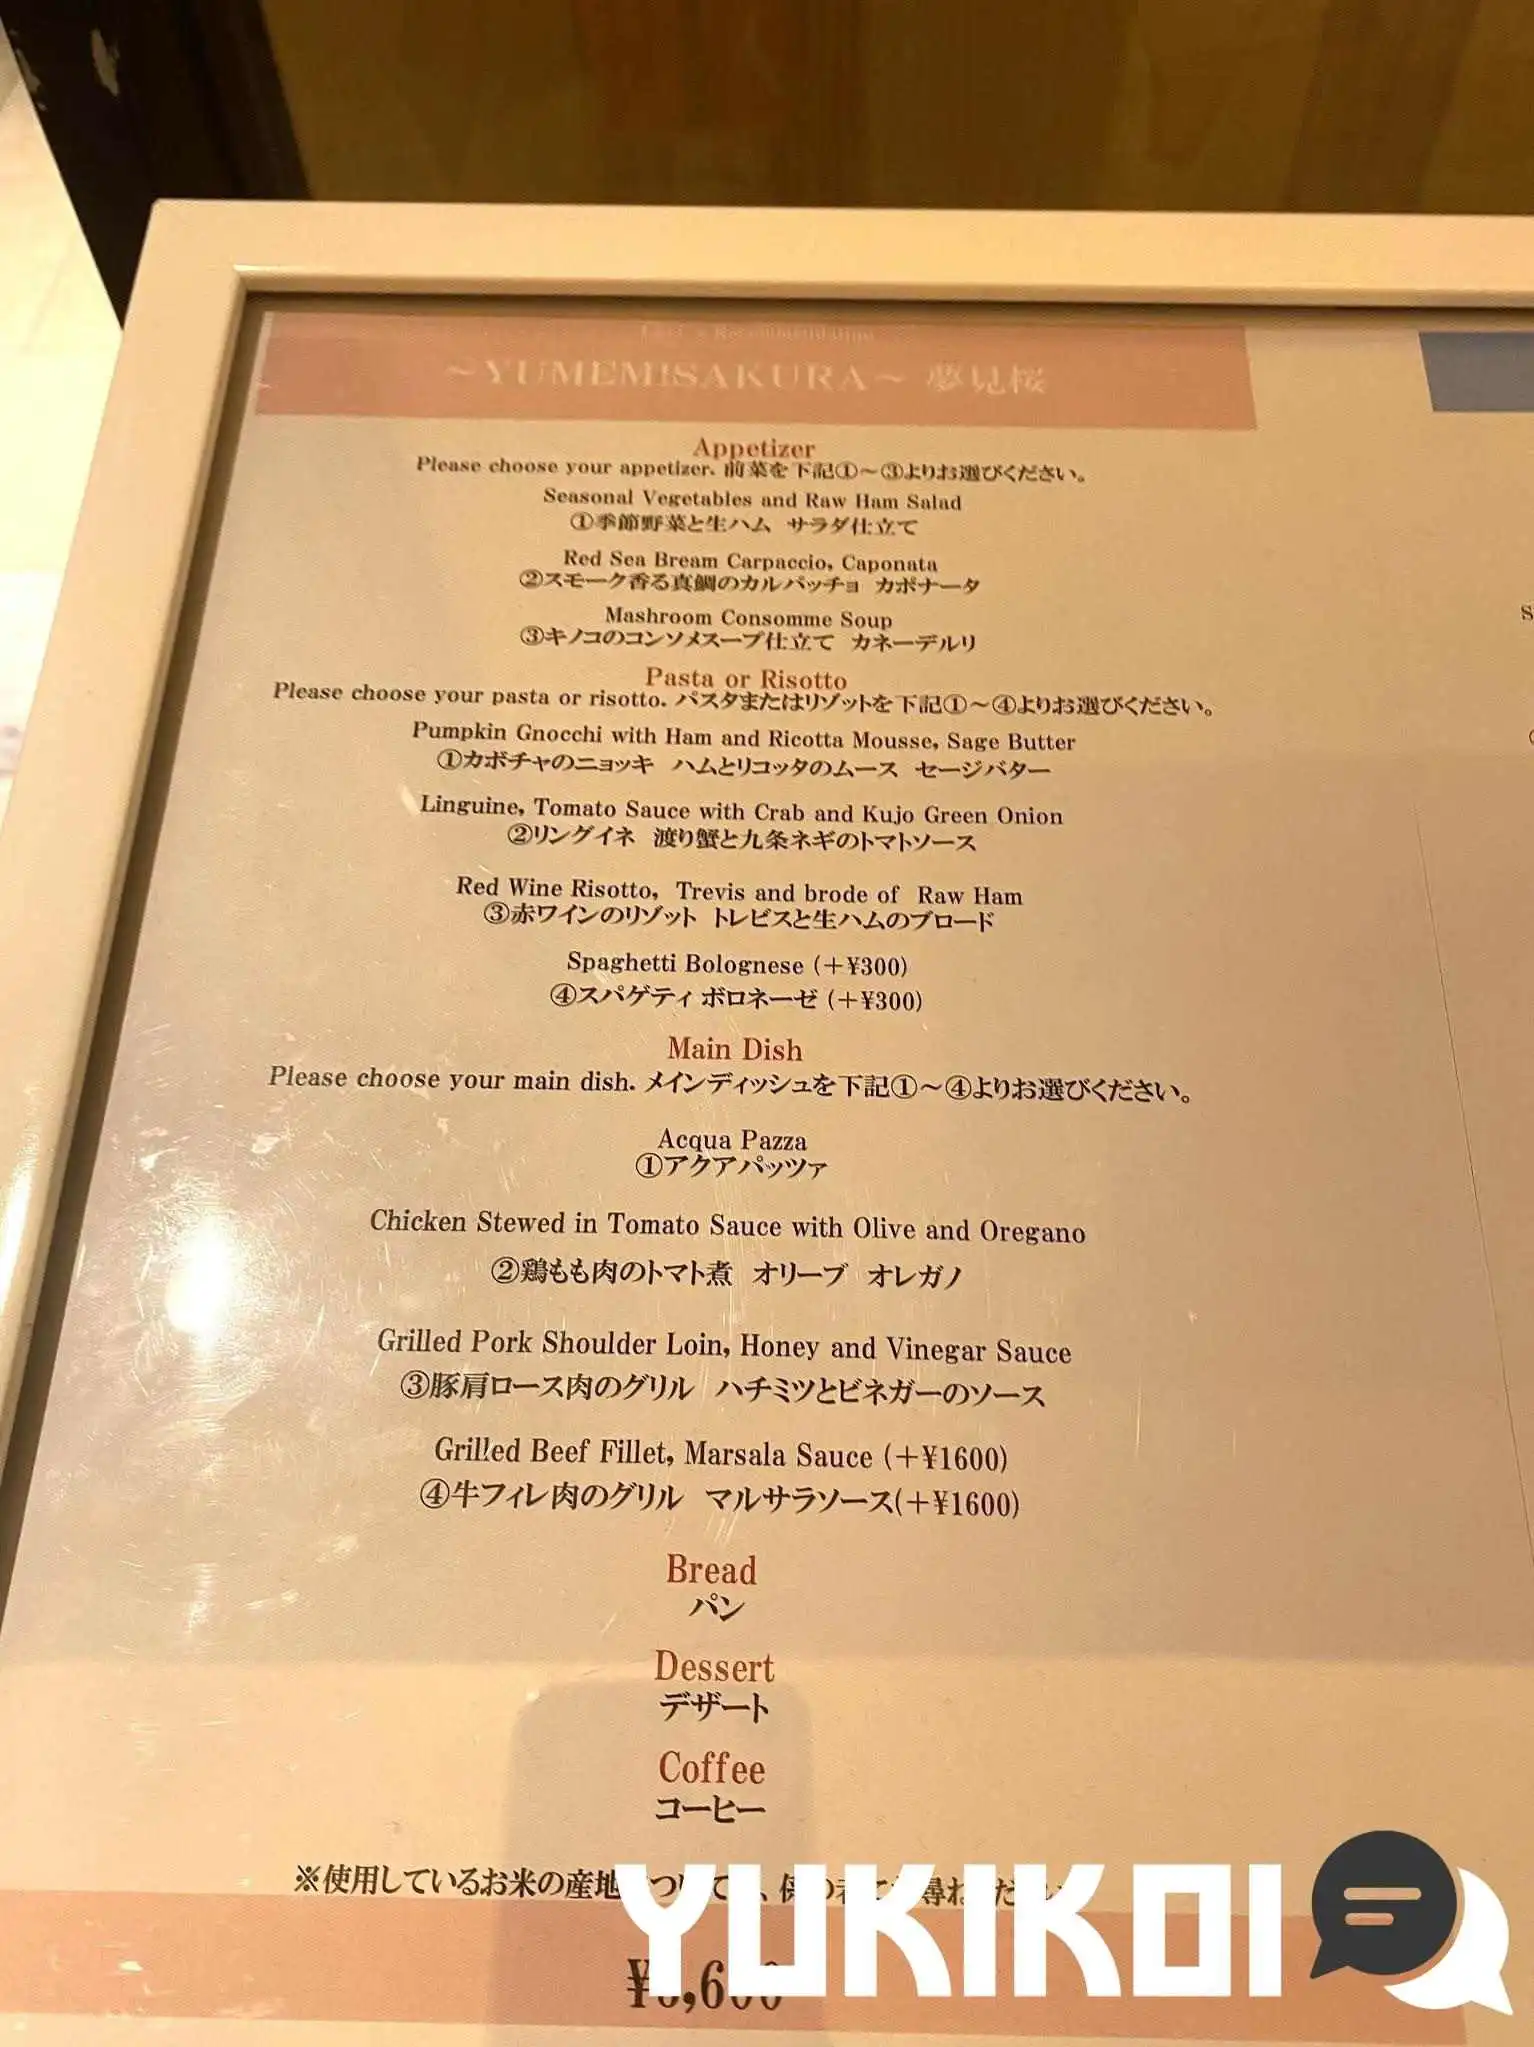 ~YUMEMISAKURA~ 夢見桜
Appetizer
Please choose your appetizer. 前菜を下記①～③よりお選びください。
Seasonal Vegetables and Raw Ham Salad
①季節野菜と生ハム サラダ仕立て
Red Sea Bream Carpaccio, Caponata
②スモーク香る真鯛のカルパッチョ カポナータ
Mashroom Consomme Soup
③キノコのコンソメスープ仕立て カネーデルリ
Pasta or Risotto
Please choose your pasta or risotto. パスタまたはリゾットを下記①～④よりお選びください。
Pumpkin Gnocchi with Ham and Ricotta Mousse, Sage Butter
①カボチャのニョッキ ハムとリコッタのムース セージバター
Linguine, Tomato Sauce with Crab and Kujo Green Onion
②リングイネ 渡り蟹と九条ネギのトマトソース
Red Wine Risotto, Trevis and brode of Raw Ham
③赤ワインのリゾット トレビスと生ハムのブロード
Spaghetti Bolognese (+¥300)
④スパゲティ ボロネーゼ (+¥300)
Main Dish
Please choose your main dish. メインディッシュを下記①～④よりお選びください。
Acqua Pazza
①アクアパッツァ
Chicken Stewed in Tomato Sauce with Olive and Oregano
②鶏もも肉のトマト煮 オリーブ オレガノ
Grilled Pork Shoulder Loin, Honey and Vinegar Sauce
③豚肩ロース肉のグリル ハチミツとビネガーのソース
Grilled Beef Fillet, Marsala Sauce (+¥1600)
④牛フィレ肉のグリル マルサラソース(+¥1600)
Bread
パン
Dessert
デザート
Coffee
コーヒー
※使用しているお米の産地
YUKIKOI